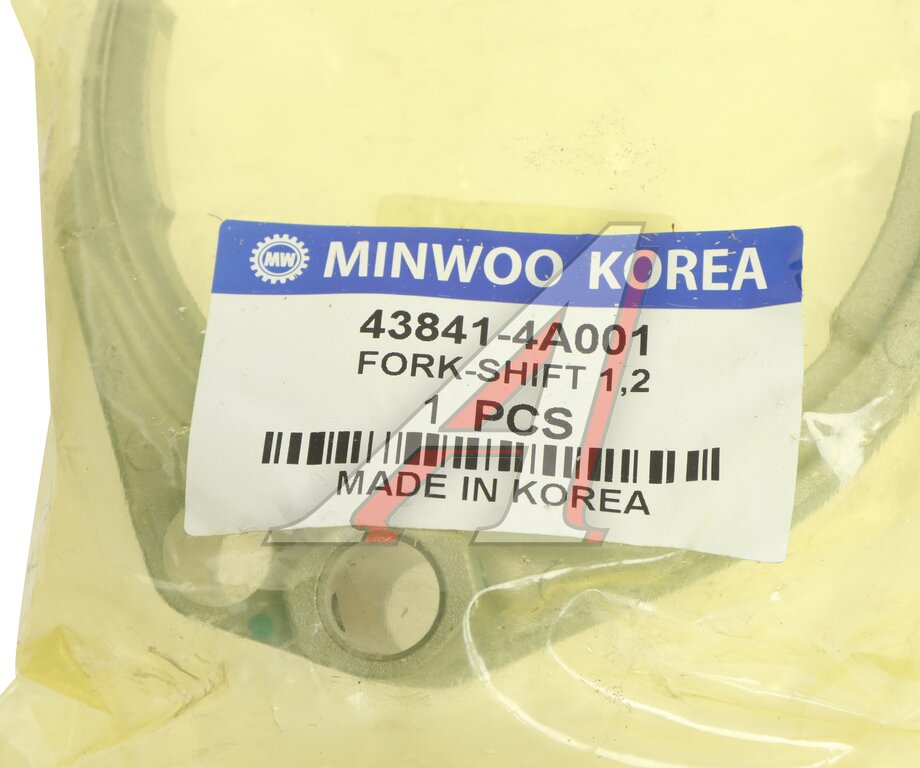 MW MINWOO KOREA
43841-4A001
FORK-SHIFT 1,2
1 PCS
MADE IN KOREA